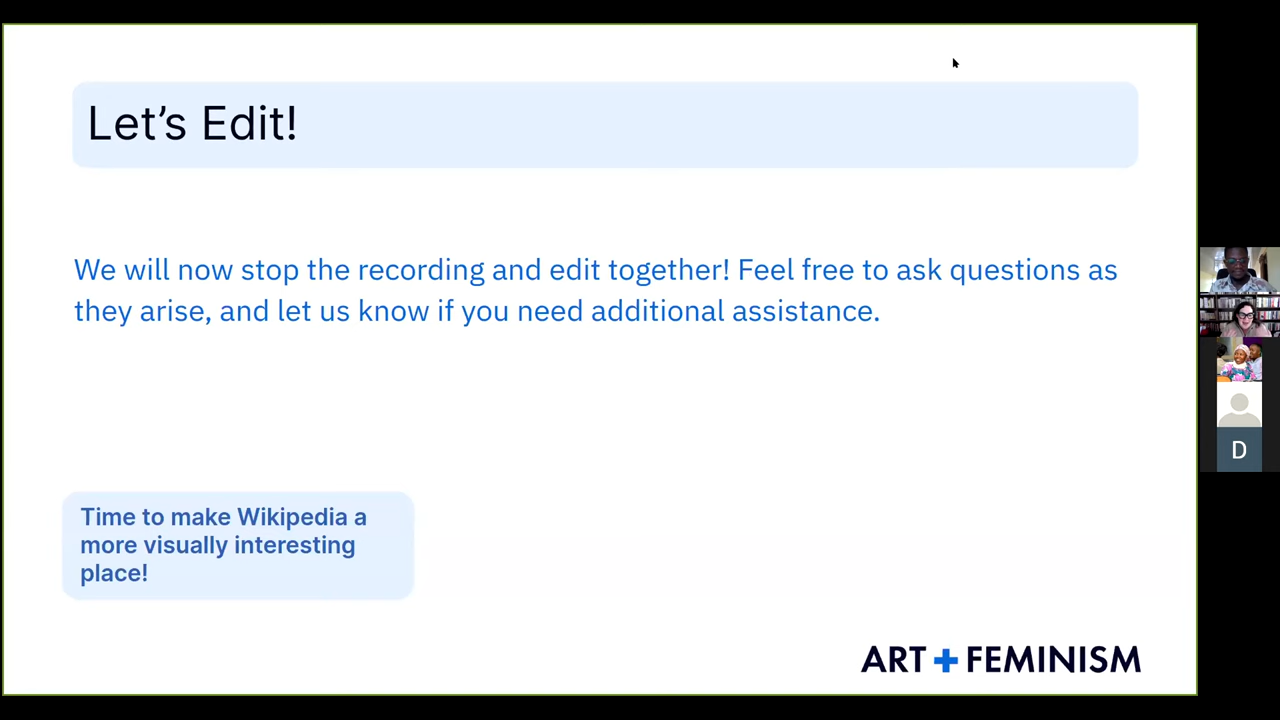 Let’s Edit!
We will now stop the recording and edit together! Feel free to ask questions as
they arise, and let us know if you need additional assistance.
Time to make Wikipedia a
more visually interesting
place!
ART + FEMINISM
D